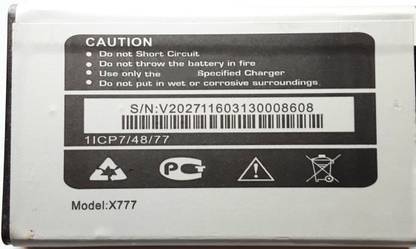 CAUTION
Do not Short Circuit
Do not throw the battery in fire
Use only the Specified Charger
Do not put in wet or corrosive surroundings
S/N:V202711603130008608
1ICP7/48/77
Model:X777